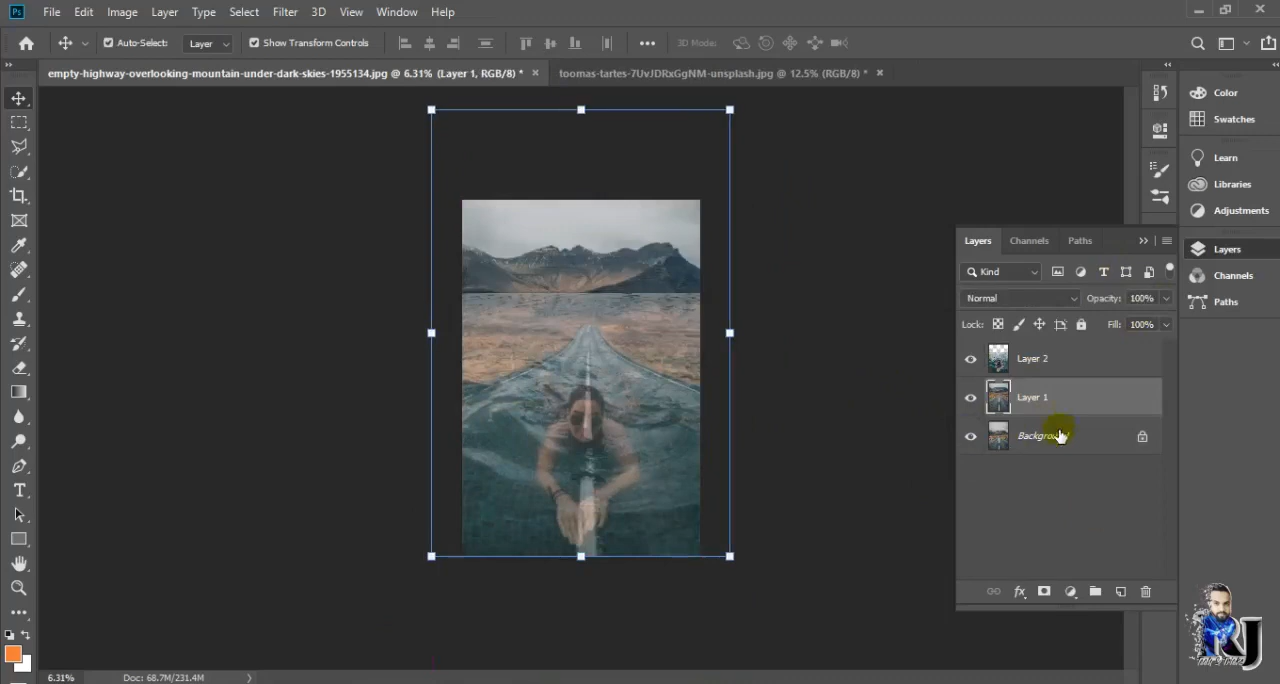 Ps File Edit Image Layer Type Select Filter 3D View Window Help
Auto-Select: Layer Show Transform Controls 3D Mode:
empty-highway-overlooking-mountain-under-dark-skies-1955134.jpg @ 6.31% (Layer 1, RGB/8) * toomas-tartes-7UvJDRxGgNM-unsplash.jpg @ 12.5% (RGB/8) *
Color
Swatches
Learn
Libraries
Adjustments
Layers
Channels
Paths
Layers Channels Paths
Kind
Normal Opacity: 100%
Lock: Fill: 100%
Layer 2
Layer 1
Background
6.31% Doc: 68.7M/231.4M
RJ